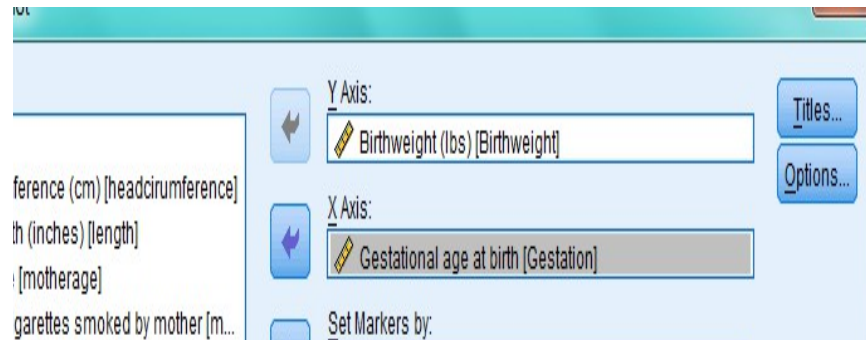 Y Axis:
Birthweight (lbs) [Birthweight]
Titles...
ference (cm) [headcirumference]
th (inches) [length]
[motherage]
garettes smoked by mother [m...
X Axis:
Gestational age at birth [Gestation]
Options...
Set Markers by: